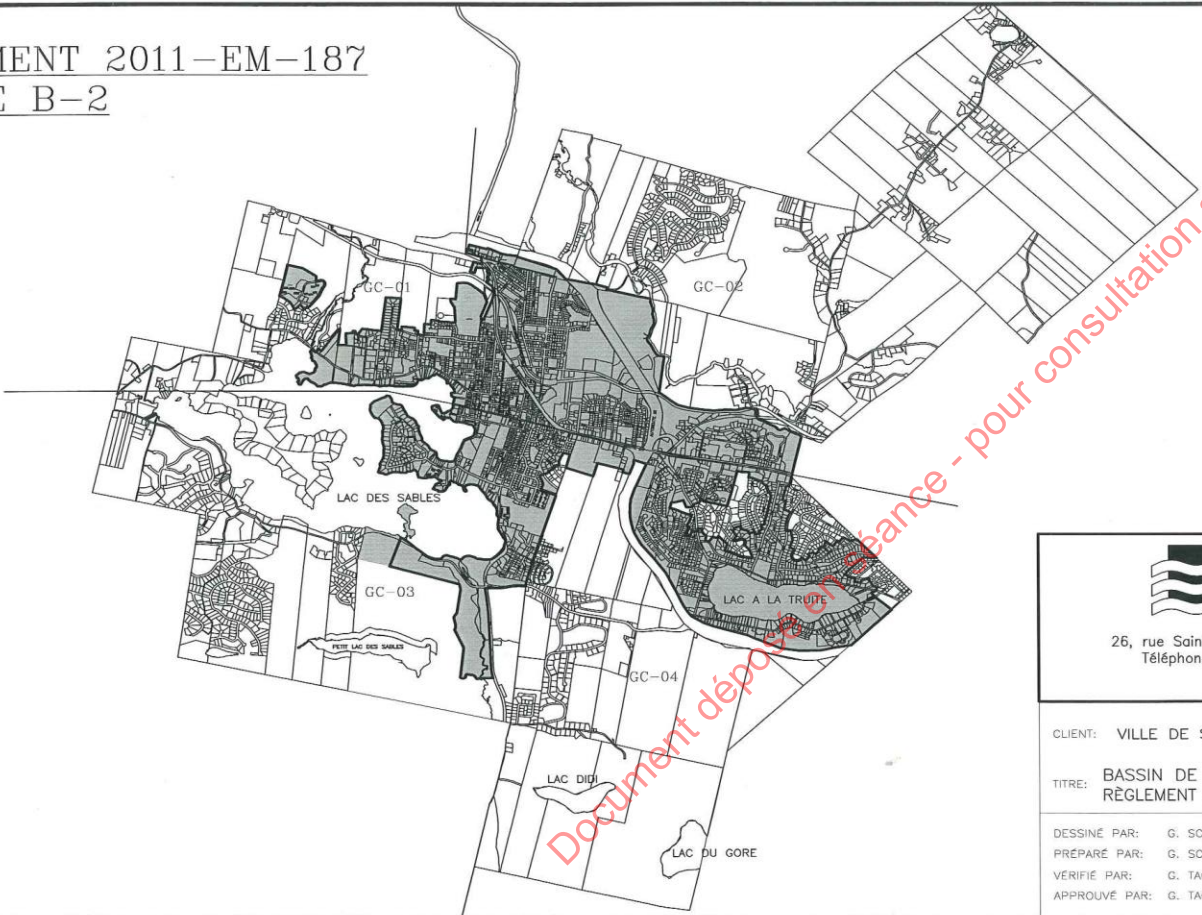 MENT 2011-EM-187
E B-2
GC-01
GC-02
LAC DES SABLES
GC-03
PETIT LAC DES SABLES
LAC A LA TRUITE
GC-04
LAC DIDI
LAC DU GORE
Document déposé en séance - pour consultation
26, rue Sain
Téléphon
CLIENT: VILLE DE S
TITRE: BASSIN DE
RÈGLEMENT
DESSINÉ PAR: G. SC
PRÉPARÉ PAR: G. SC
VÉRIFIÉ PAR: G. TA
APPROUVÉ PAR: G. TA